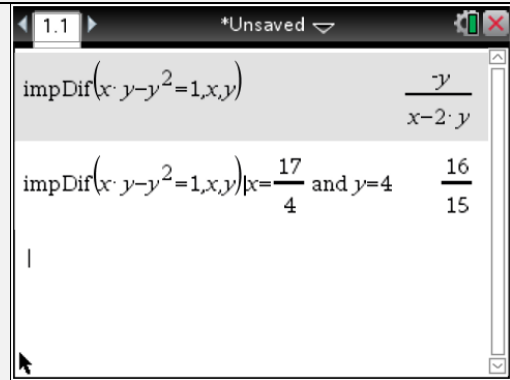 1.1 *Unsaved
impDif(x·y−y²=1,x,y) -y/(x−2·y)
impDif(x·y−y²=1,x,y)|x=17/4 and y=4 16/15